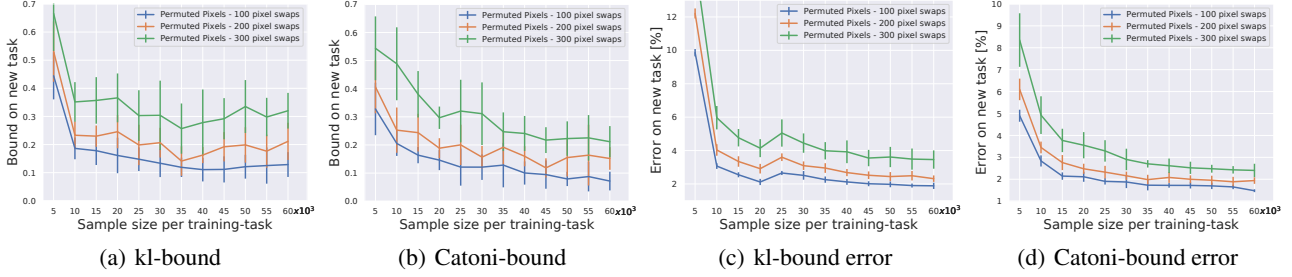 0.7
0.6
0.5
0.4
0.3
0.2
0.1
0.0
Bound on new task
Permuted Pixels - 100 pixel swaps
Permuted Pixels - 200 pixel swaps
Permuted Pixels - 300 pixel swaps
5 10 15 20 25 30 35 40 45 50 55 60 x10³
Sample size per training-task
(a) kl-bound
0.7
0.6
0.5
0.4
0.3
0.2
0.1
0.0
Bound on new task
Permuted Pixels - 100 pixel swaps
Permuted Pixels - 200 pixel swaps
Permuted Pixels - 300 pixel swaps
5 10 15 20 25 30 35 40 45 50 55 60 x10³
Sample size per training-task
(b) Catoni-bound
12
10
8
6
4
2
Error on new task [%]
Permuted Pixels - 100 pixel swaps
Permuted Pixels - 200 pixel swaps
Permuted Pixels - 300 pixel swaps
5 10 15 20 25 30 35 40 45 50 55 60 x10³
Sample size per training-task
(c) kl-bound error
10
9
8
7
6
5
4
3
2
1
Error on new task [%]
Permuted Pixels - 100 pixel swaps
Permuted Pixels - 200 pixel swaps
Permuted Pixels - 300 pixel swaps
5 10 15 20 25 30 35 40 45 50 55 60 x10³
Sample size per training-task
(d) Catoni-bound error